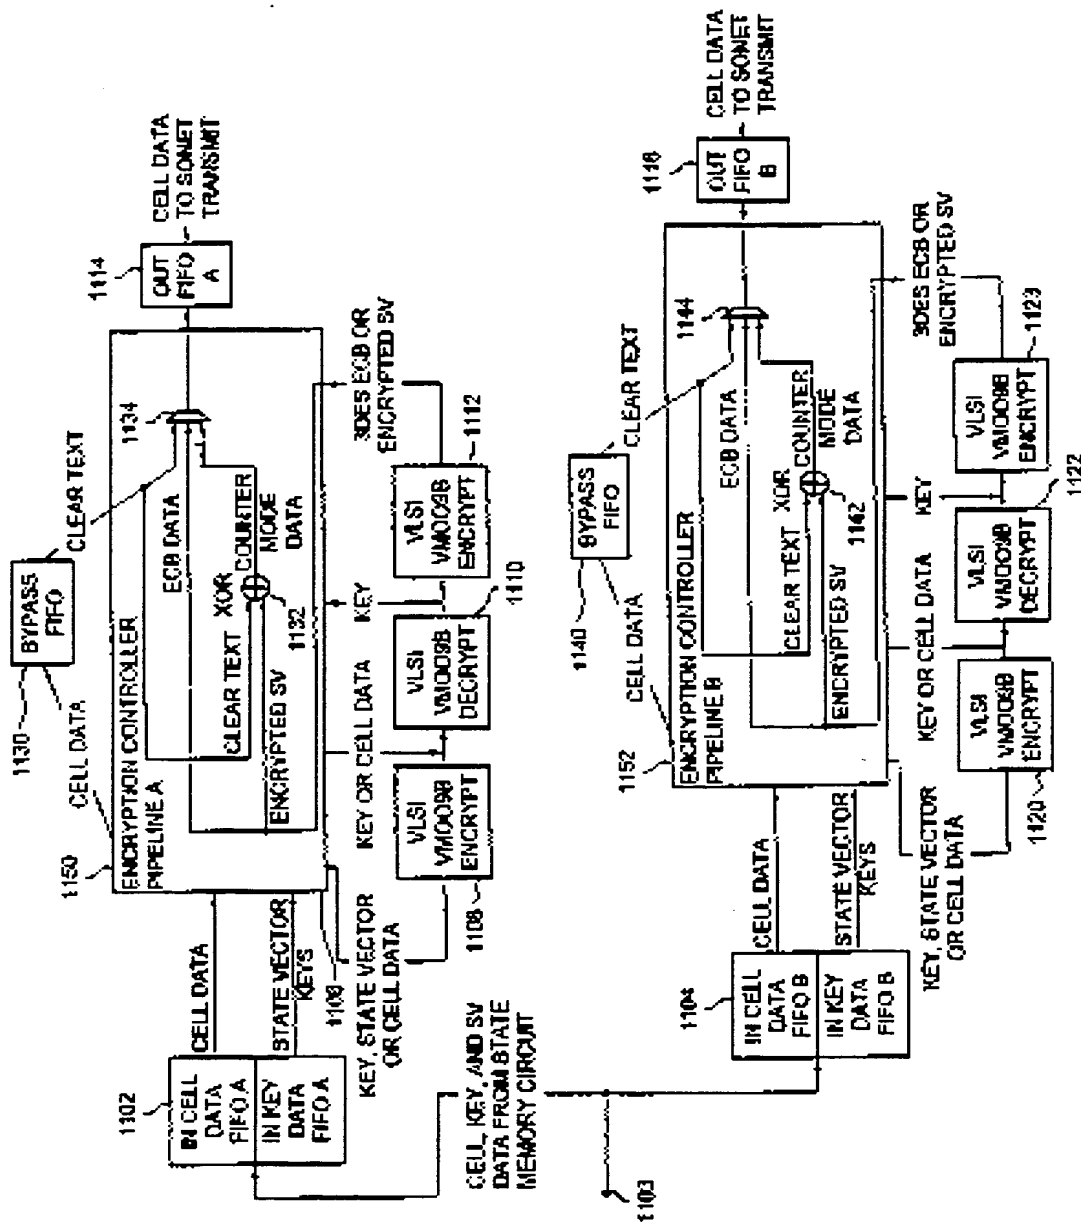 1130
BYPASS
FIFO
CELL DATA
CLEAR TEXT
1150
ENCRYPTION CONTROLLER
PIPELINE A
ECB DATA
1134
CLEAR TEXT
XOR
COUNTER
MODE
DATA
1132
ENCRYPTED SV
1114
OUT
FIFO
A
CELL DATA
TO SONET
TRANSMIT
1102
IN CELL
DATA
FIFO A
IN KEY
DATA
FIFO A
CELL DATA
STATE VECTOR
KEYS
KEY, STATE VECTOR
OR CELL DATA
KEY OR CELL DATA
KEY
3DES ECB OR
ENCRYPTED SV
VLSI
VM009B
ENCRYPT
1108
VLSI
VM009B
DECRYPT
1110
VLSI
VM009B
ENCRYPT
1112
CELL, KEY, AND SV
DATA FROM STATE
MEMORY CIRCUIT
1140
BYPASS
FIFO
CELL DATA
CLEAR TEXT
1152
ENCRYPTION CONTROLLER
PIPELINE B
ECB DATA
1144
CLEAR TEXT
XOR
COUNTER
MODE
DATA
1142
ENCRYPTED SV
1116
OUT
FIFO
B
CELL DATA
TO SONET
TRANSMIT
1104
IN CELL
DATA
FIFO B
IN KEY
DATA
FIFO B
CELL DATA
STATE VECTOR
KEYS
KEY, STATE VECTOR
OR CELL DATA
KEY OR CELL DATA
KEY
3DES ECB OR
ENCRYPTED SV
VLSI
VM009B
ENCRYPT
1120
VLSI
VM009B
DECRYPT
1122
VLSI
VM009B
ENCRYPT